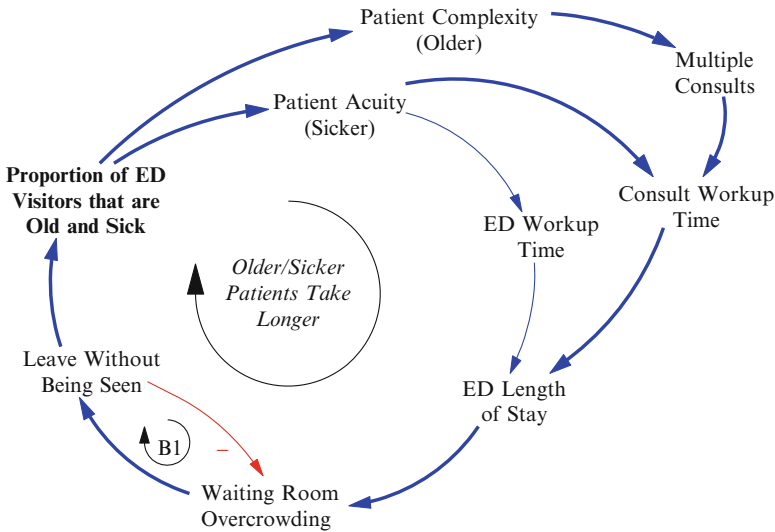 Patient Complexity
(Older)
Multiple
Consults
Patient Acuity
(Sicker)
Proportion of ED
Visitors that are
Old and Sick
Consult Workup
Time
ED Workup
Time
Older/Sicker
Patients Take
Longer
Leave Without
Being Seen
ED Length
of Stay
B1
–
Waiting Room
Overcrowding